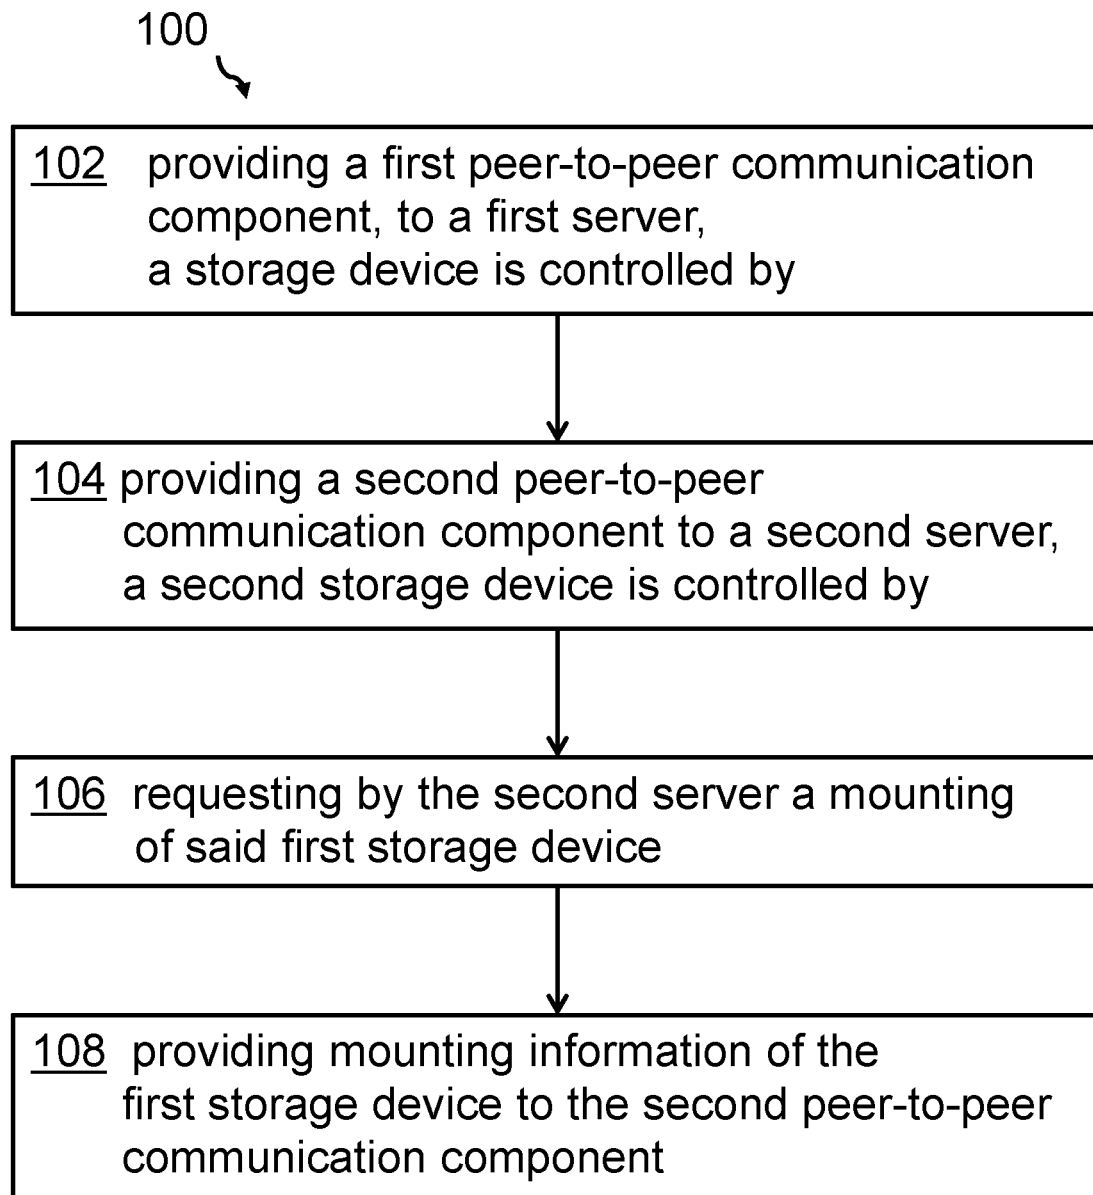 100
102 providing a first peer-to-peer communication
component, to a first server,
a storage device is controlled by
104 providing a second peer-to-peer
communication component to a second server,
a second storage device is controlled by
106 requesting by the second server a mounting
of said first storage device
108 providing mounting information of the
first storage device to the second peer-to-peer
communication component